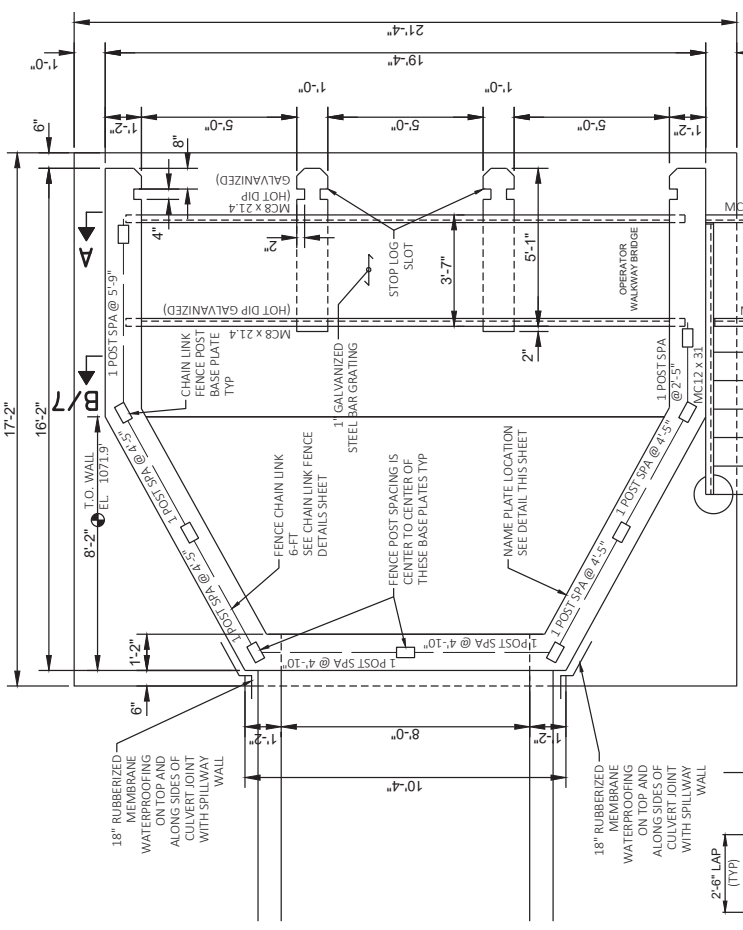 21'-4"
19'-4"
1'-0"
1'-0"
1'-0"
1'-2"
5'-0"
5'-0"
5'-0"
1'-2"
17'-2"
6"
16'-2"
8"
A
4"
MC8 x 21.4
(HOT DIP
GALVANIZED)
2"
STOP LOG
SLOT
3'-7"
5'-1"
OPERATOR
WALKWAY BRIDGE
1 POST SPA @ 5'-9"
MC8 x 21.4
(HOT DIP GALVANIZED)
1" GALVANIZED
STEEL BAR GRATING
2"
B/7
CHAIN LINK
FENCE POST
BASE PLATE
TYP
1 POST SPA
@ 2'-5"
MC12 x 31
MC
T.O. WALL
EL 1071.9'
8'-2"
1 POST SPA @ 4'-5"
1 POST SPA @ 4'-5"
FENCE CHAIN LINK
6-FT
SEE CHAIN LINK FENCE
DETAILS SHEET
FENCE POST SPACING IS
CENTER TO CENTER OF
THESE BASE PLATES TYP
NAME PLATE LOCATION
SEE DETAIL THIS SHEET
1 POST SPA @ 4'-5"
1 POST SPA @ 4'-5"
1'-2"
6"
1 POST SPA @ 4'-10"
1 POST SPA @ 4'-10"
1'-2"
8'-0"
1'-2"
10'-4"
18" RUBBERIZED
MEMBRANE
WATERPROOFING
ON TOP AND
ALONG SIDES OF
CULVERT JOINT
WITH SPILLWAY
WALL
18" RUBBERIZED
MEMBRANE
WATERPROOFING
ON TOP AND
ALONG SIDES OF
CULVERT JOINT
WITH SPILLWAY
WALL
2'-6" LAP
(TYP)